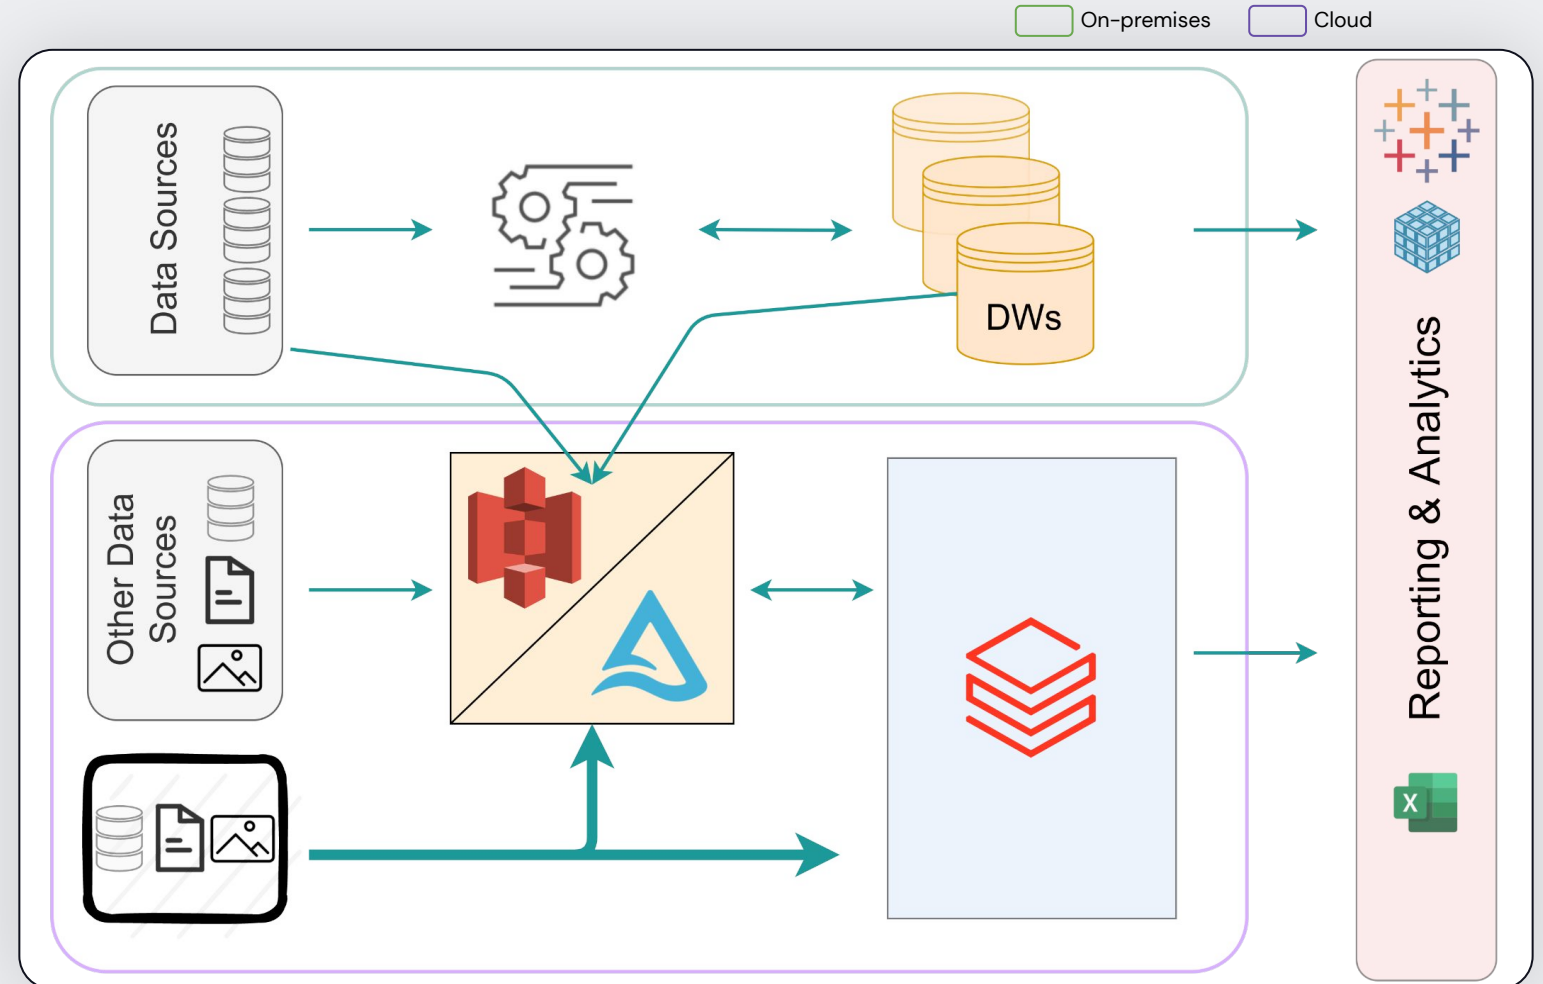 On-premises
Cloud
Data Sources
DWs
Other Data
Sources
Reporting & Analytics
X